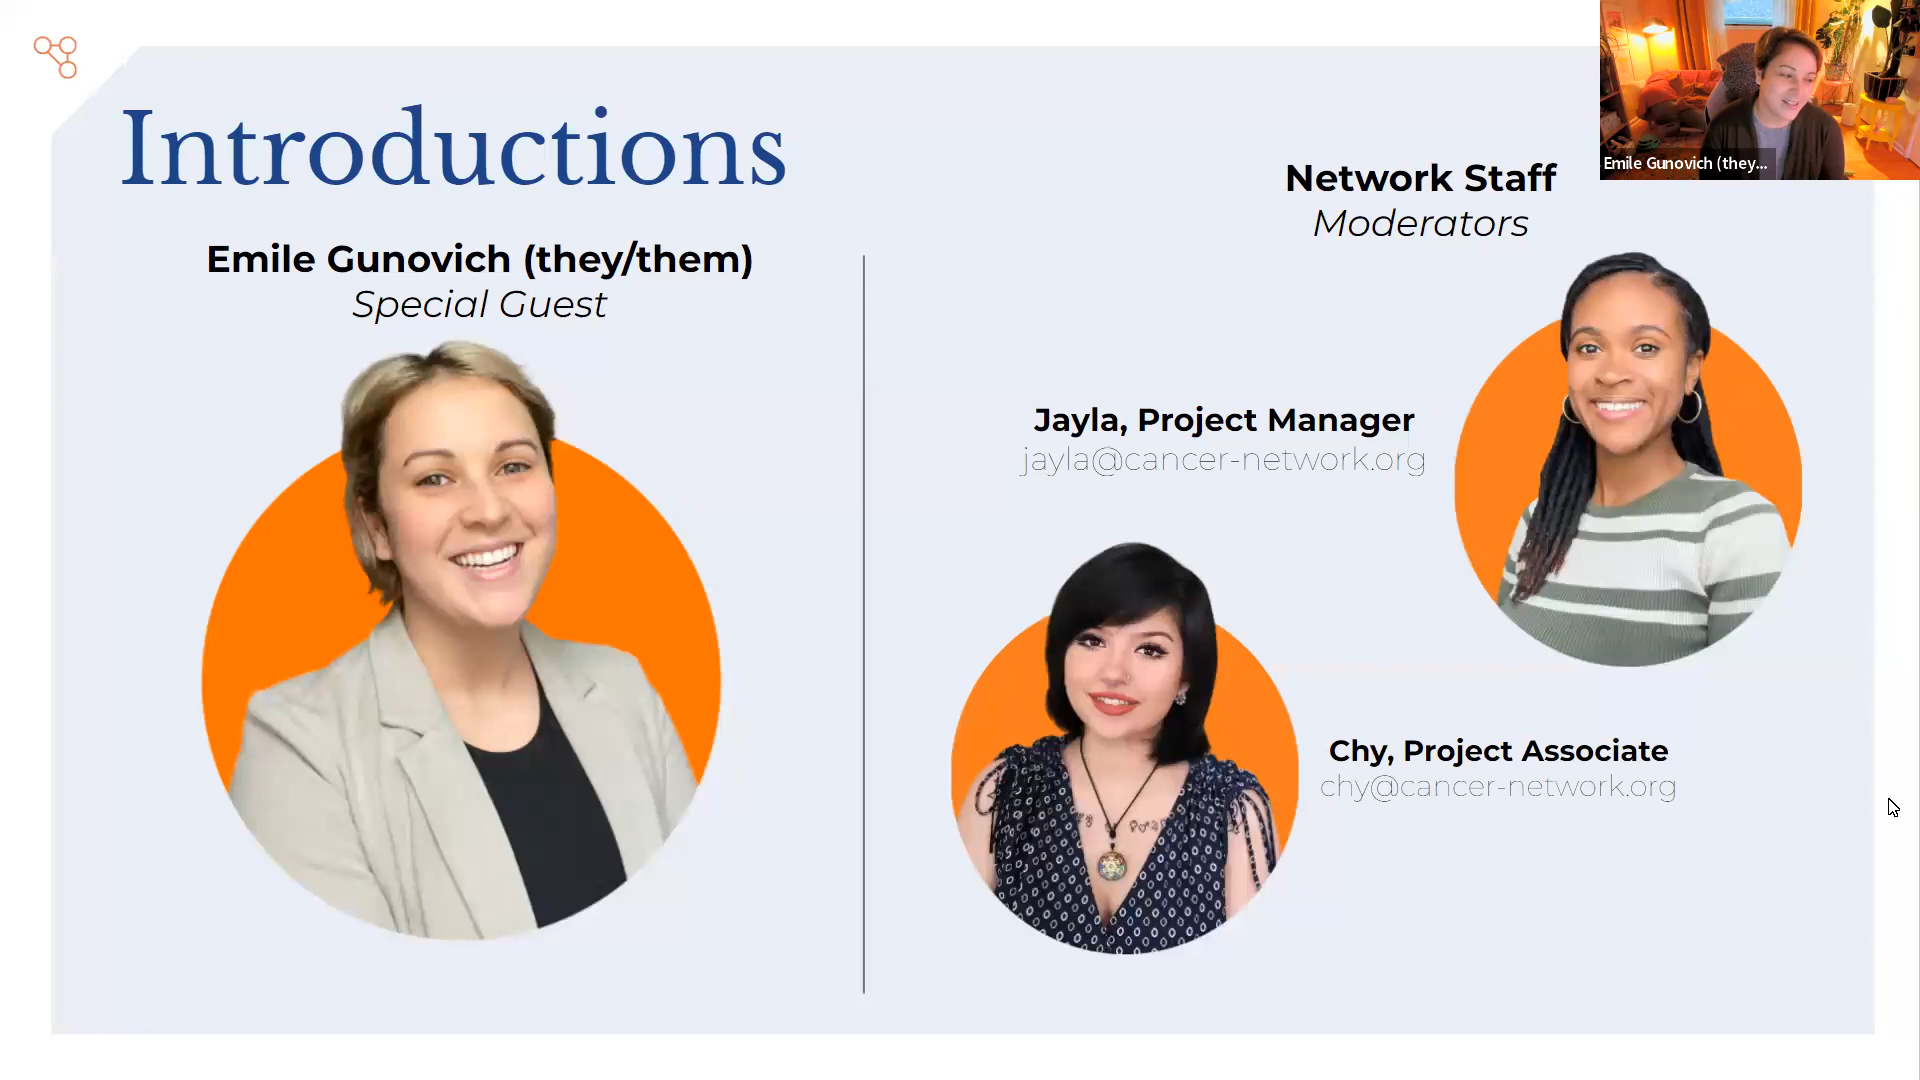 Introductions
Emile Gunovich (they/them)
Special Guest
Network Staff
Moderators
Jayla, Project Manager
jayla@cancer-network.org
Chy, Project Associate
chy@cancer-network.org
Emile Gunovich (they...